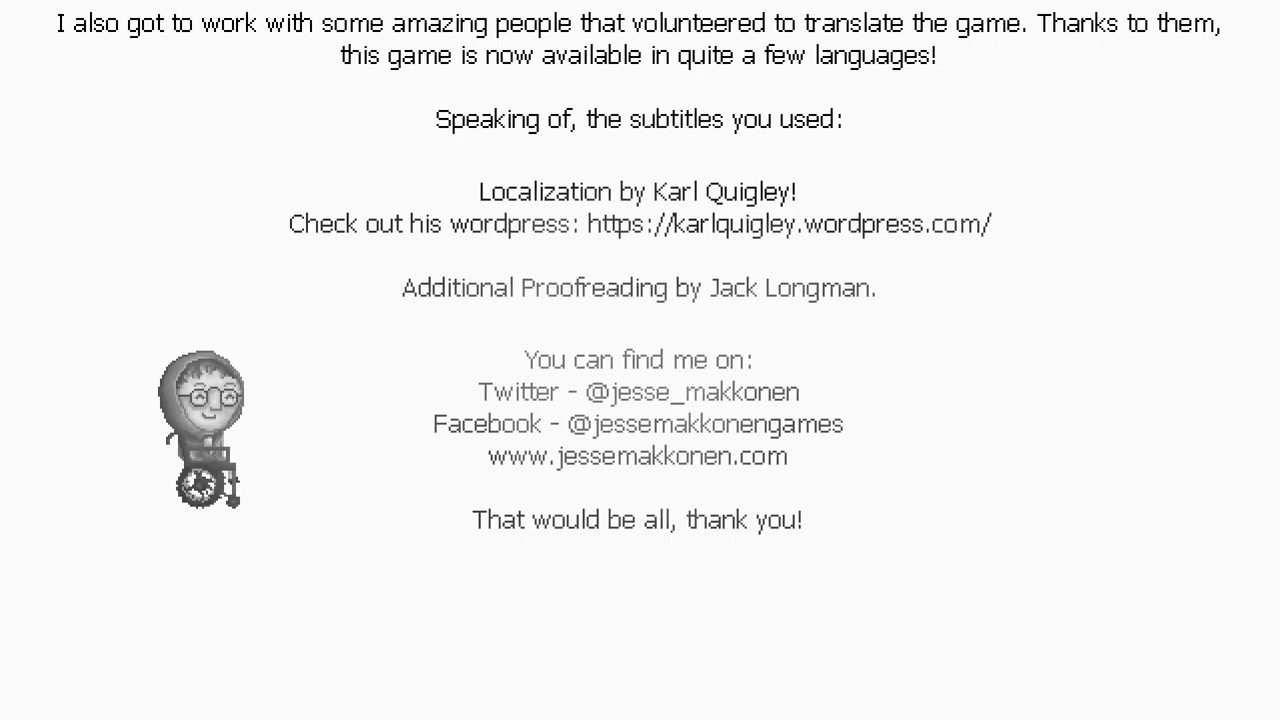 I also got to work with some amazing people that volunteered to translate the game. Thanks to them,
this game is now available in quite a few languages!
Speaking of, the subtitles you used:
Localization by Karl Quigley!
Check out his wordpress: https://karlquigley.wordpress.com/
Additional Proofreading by Jack Longman.
You can find me on:
Twitter - @jesse_makkonen
Facebook - @jessemakkonengames
www.jessemakkonen.com
That would be all, thank you!